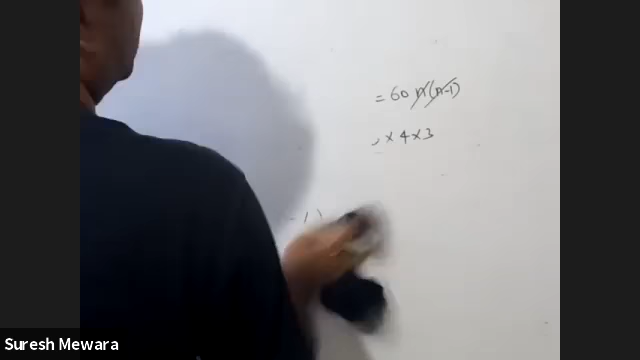 = 60 n(n-1)
× 4 × 3
Suresh Mewara